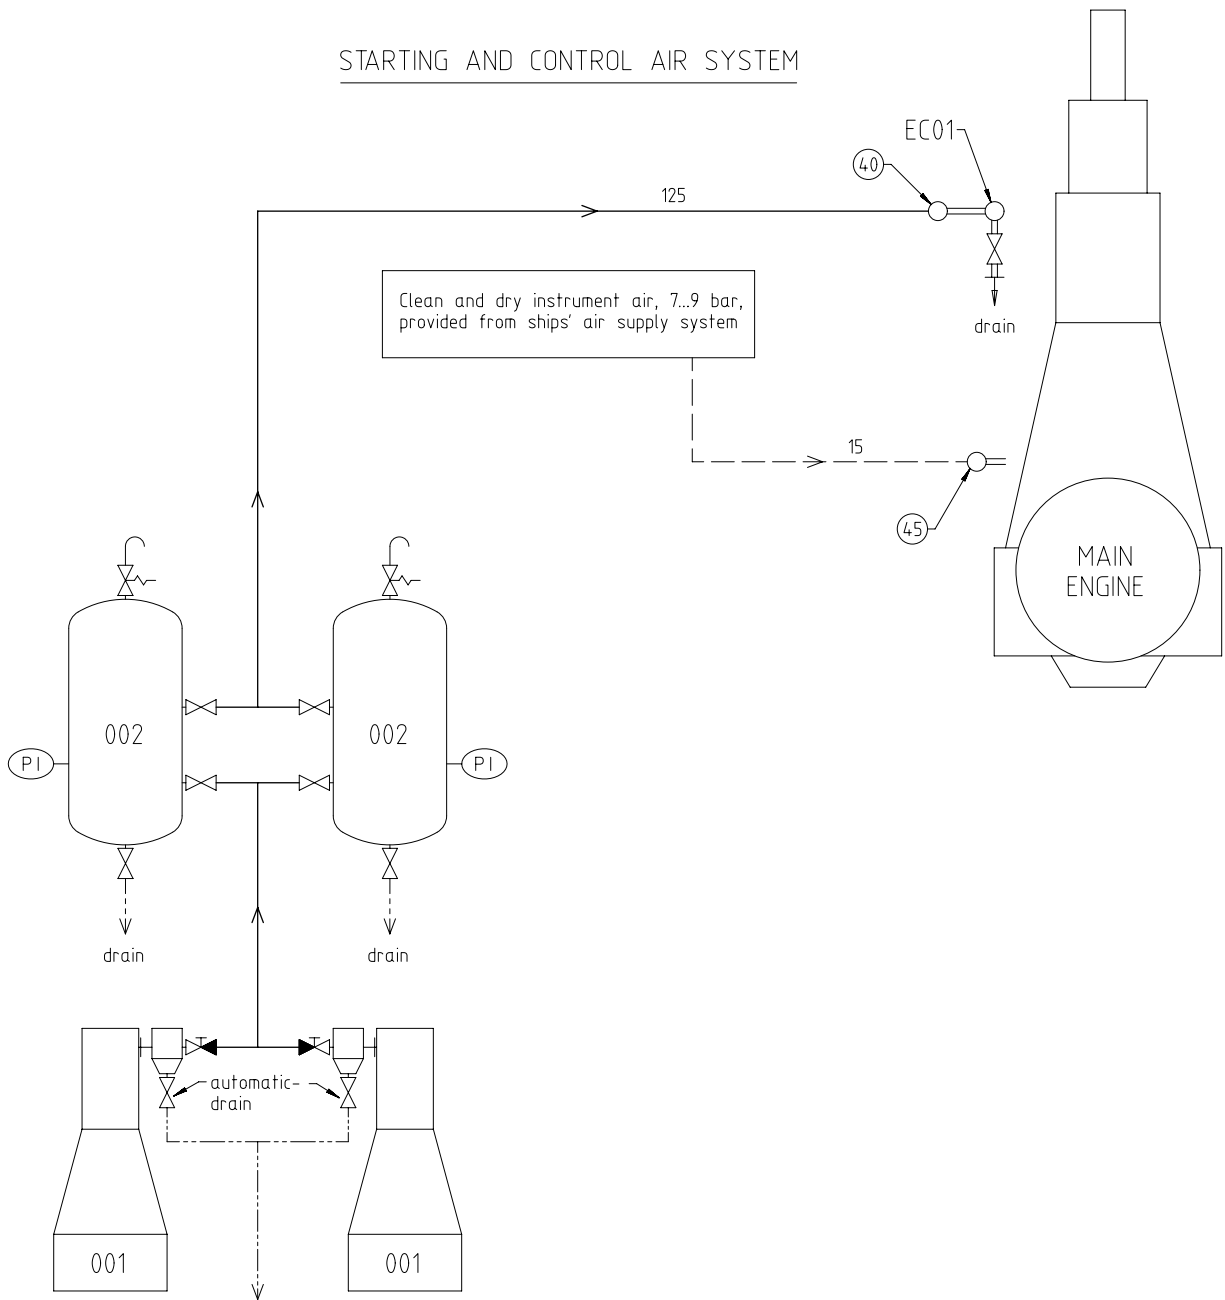 STARTING AND CONTROL AIR SYSTEM
EC01
40
125
Clean and dry instrument air, 7...9 bar,
provided from ships' air supply system
drain
15
45
MAIN
ENGINE
002
002
PI
PI
drain
drain
automatic-
drain
001
001